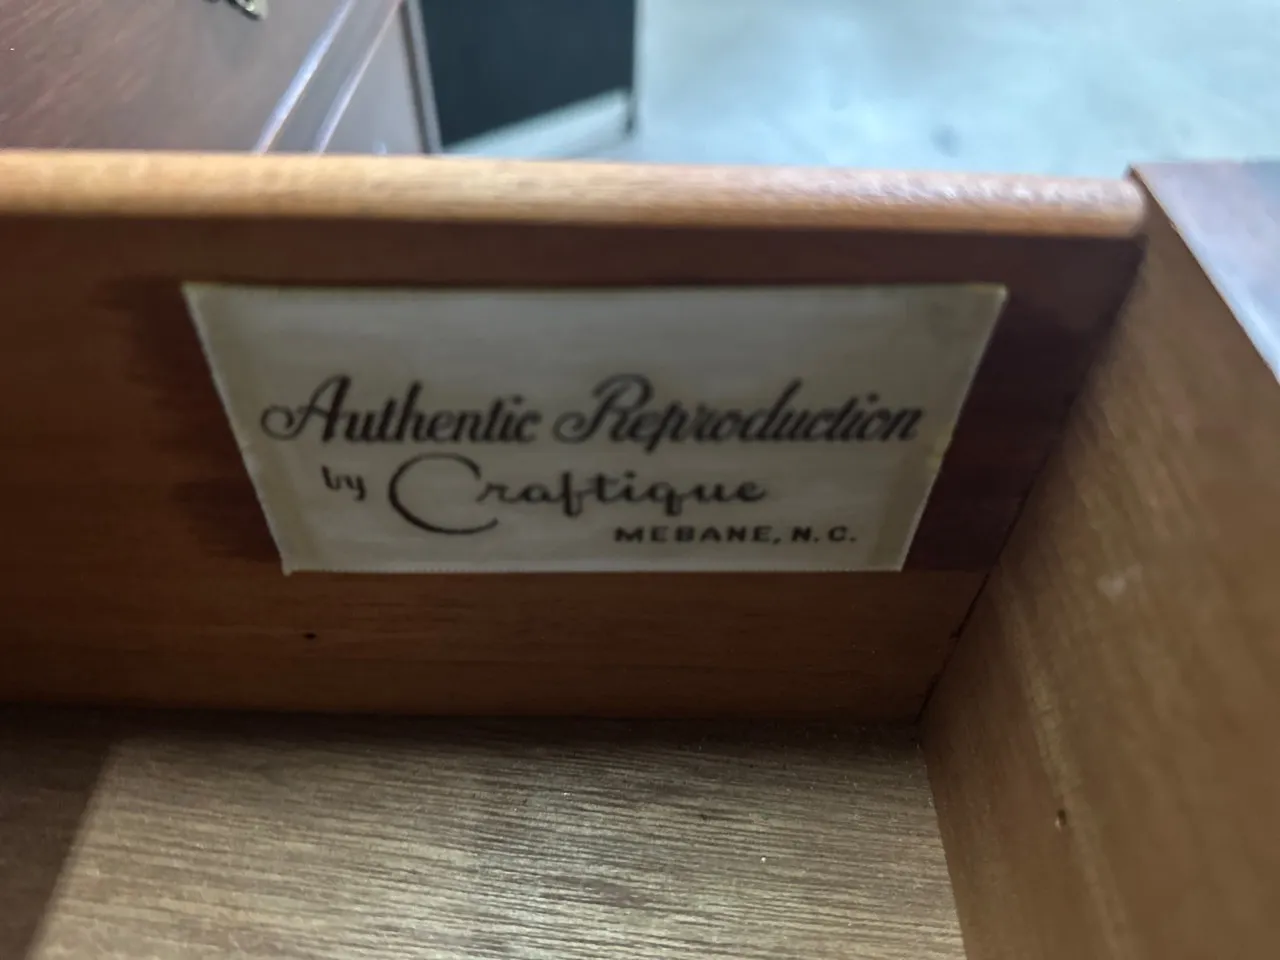 Authentic Reproduction
by Craftique
MEBANE, N.C.